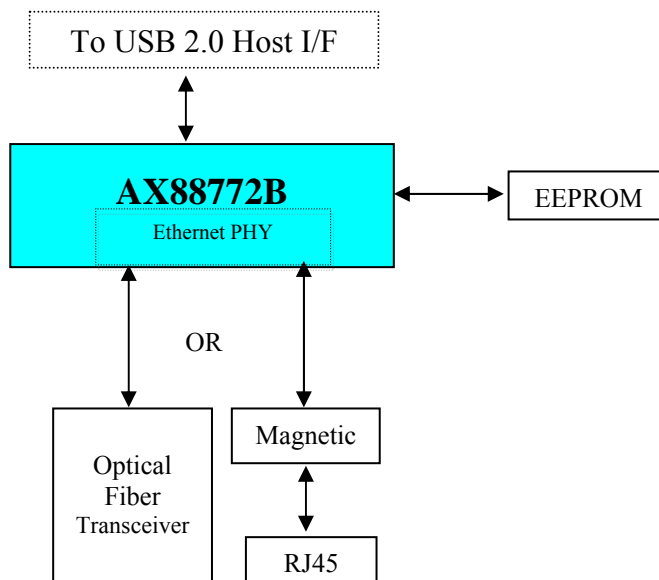 To USB 2.0 Host I/F
AX88772B
Ethernet PHY
EEPROM
OR
Optical
Fiber
Transceiver
Magnetic
RJ45